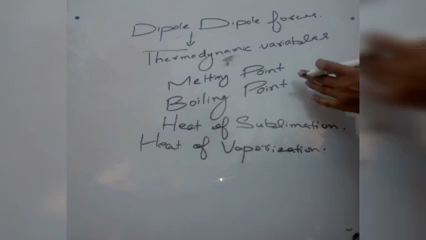 Dipole Dipole forces.
Thermodynamic variables
Melting Point
Boiling Point
Heat of Sublimation.
Heat of Vaporization.